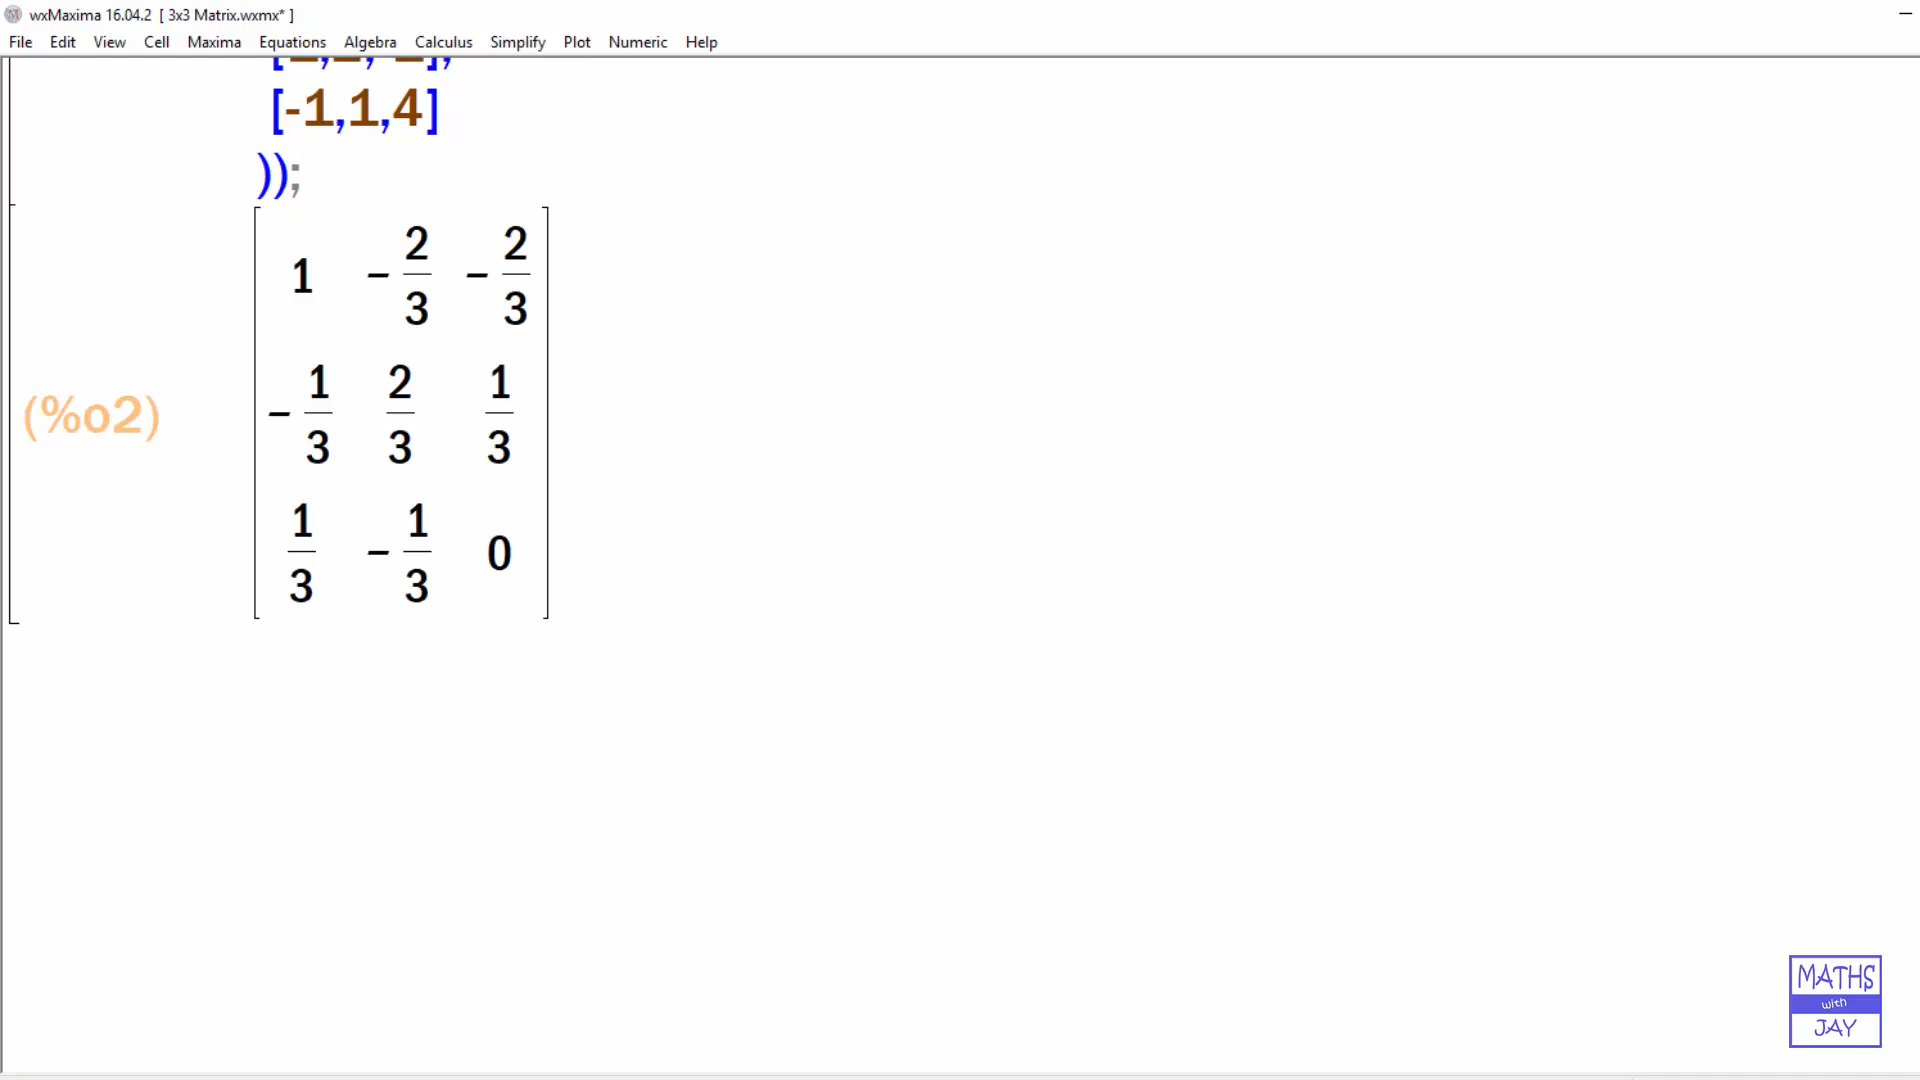 wxMaxima 16.04.2 [ 3x3 Matrix.wxmx* ]
File Edit View Cell Maxima Equations Algebra Calculus Simplify Plot Numeric Help
[-1,1,4]
));
(%o2)
1 -2/3 -2/3
-1/3 2/3 1/3
1/3 -1/3 0
MATHS
with
JAY